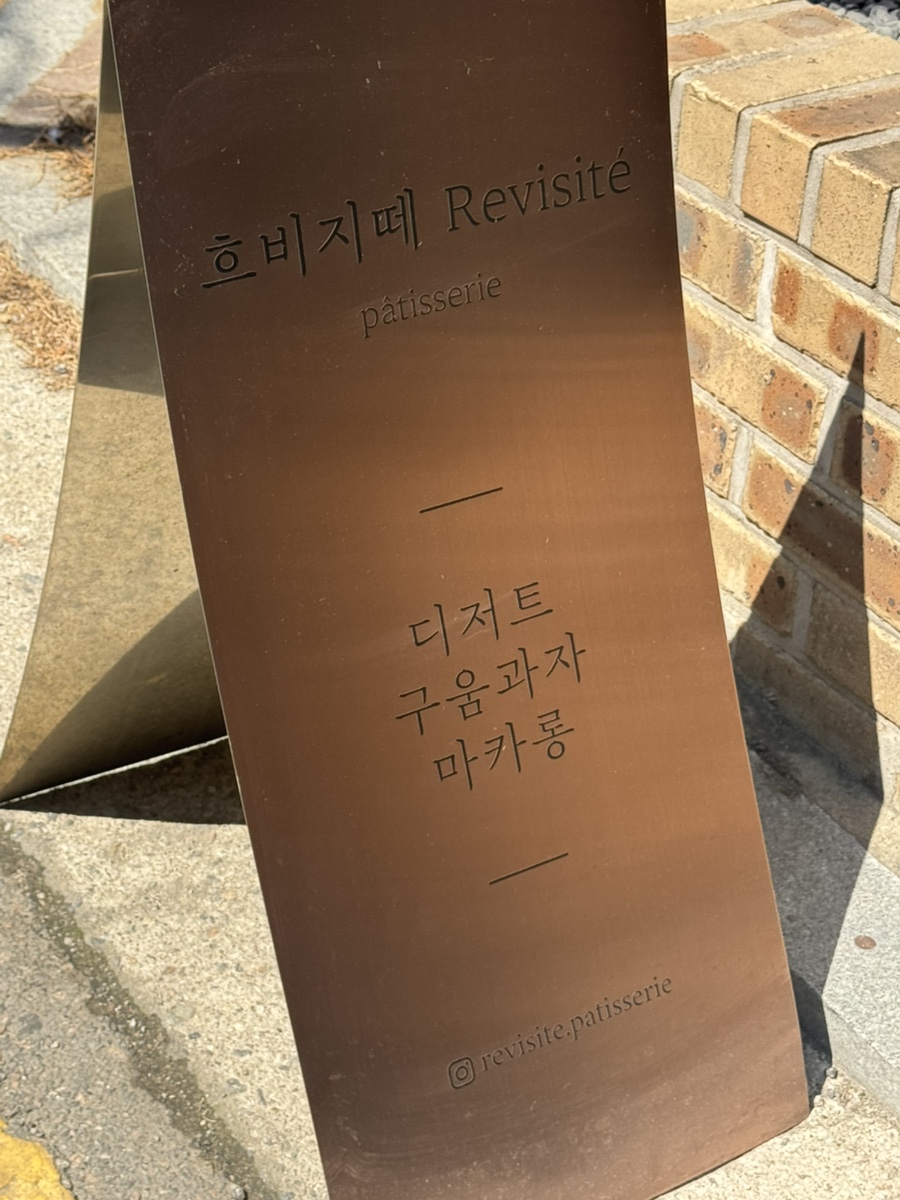 흐비지떼 Revisité
pâtisserie
디저트
구움과자
마카롱
revisite.patisserie